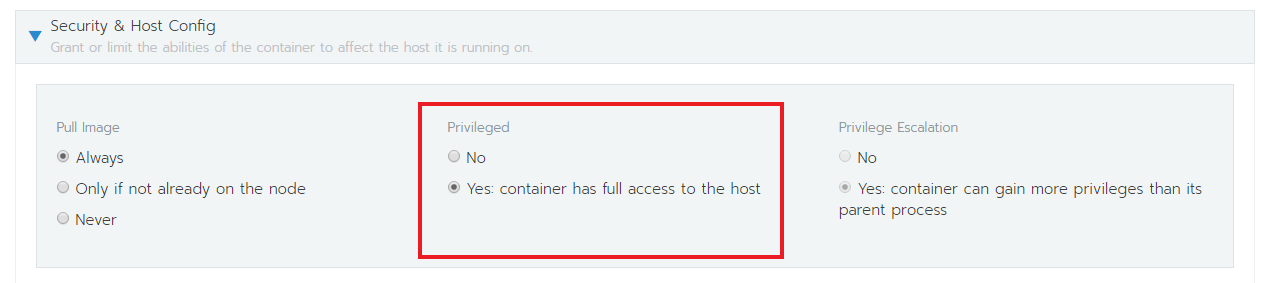 Security & Host Config
Grant or limit the abilities of the container to affect the host it is running on.
Pull Image
Always
Only if not already on the node
Never
Privileged
No
Yes: container has full access to the host
Privilege Escalation
No
Yes: container can gain more privileges than its
parent process